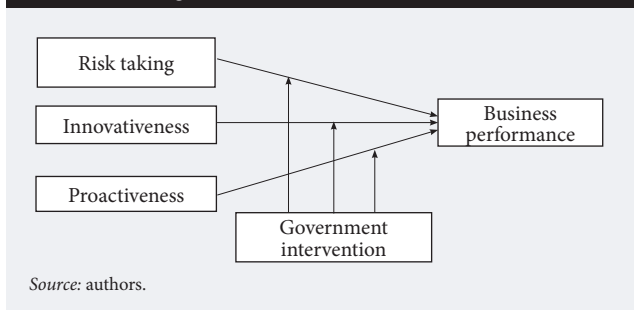 Risk taking
Innovativeness
Proactiveness
Business
performance
Government
intervention
Source: authors.